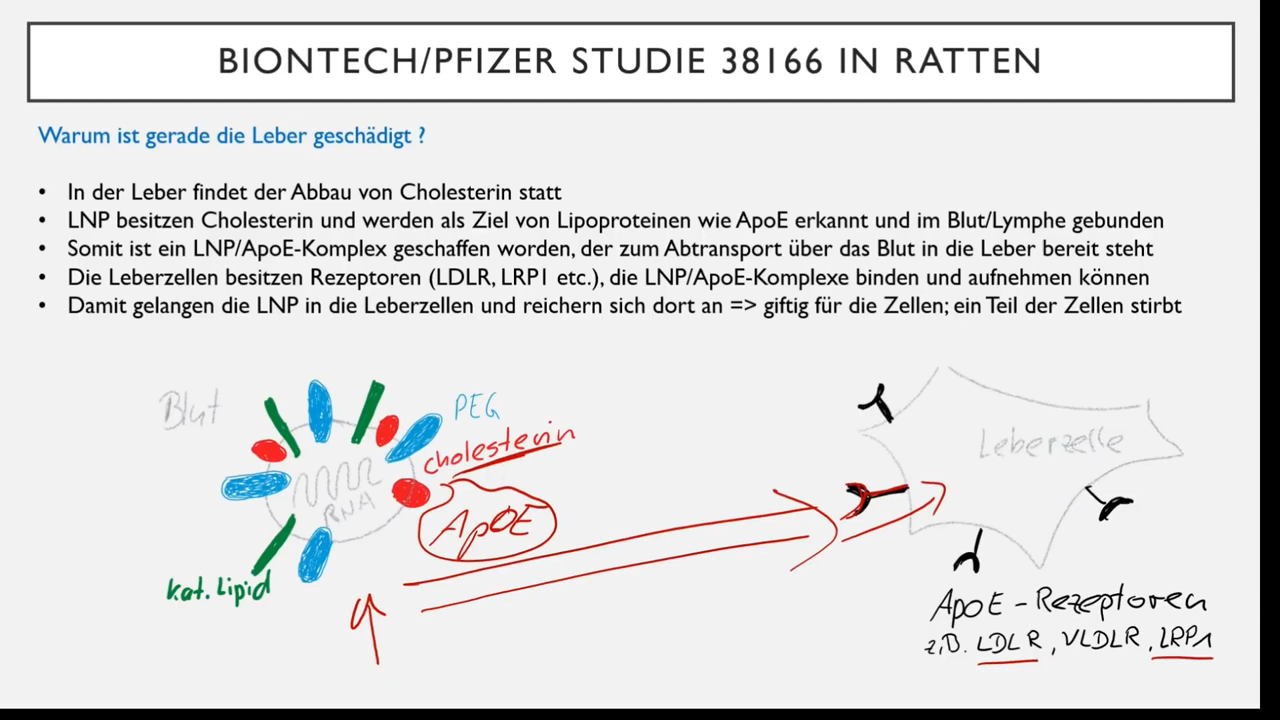 BIONTECH/PFIZER STUDIE 38166 IN RATTEN
Warum ist gerade die Leber geschädigt ?
• In der Leber findet der Abbau von Cholesterin statt
• LNP besitzen Cholesterin und werden als Ziel von Lipoproteinen wie ApoE erkannt und im Blut/Lymphe gebunden
• Somit ist ein LNP/ApoE-Komplex geschaffen worden, der zum Abtransport über das Blut in die Leber bereit steht
• Die Leberzellen besitzen Rezeptoren (LDLR, LRP1 etc.), die LNP/ApoE-Komplexe binden und aufnehmen können
• Damit gelangen die LNP in die Leberzellen und reichern sich dort an => giftig für die Zellen; ein Teil der Zellen stirbt
Blut
PEG
cholesterin
RNA
ApOE
kat. Lipid
Leberzelle
ApoE - Rezeptoren
z.B. LDLR, VLDLR, LRP1